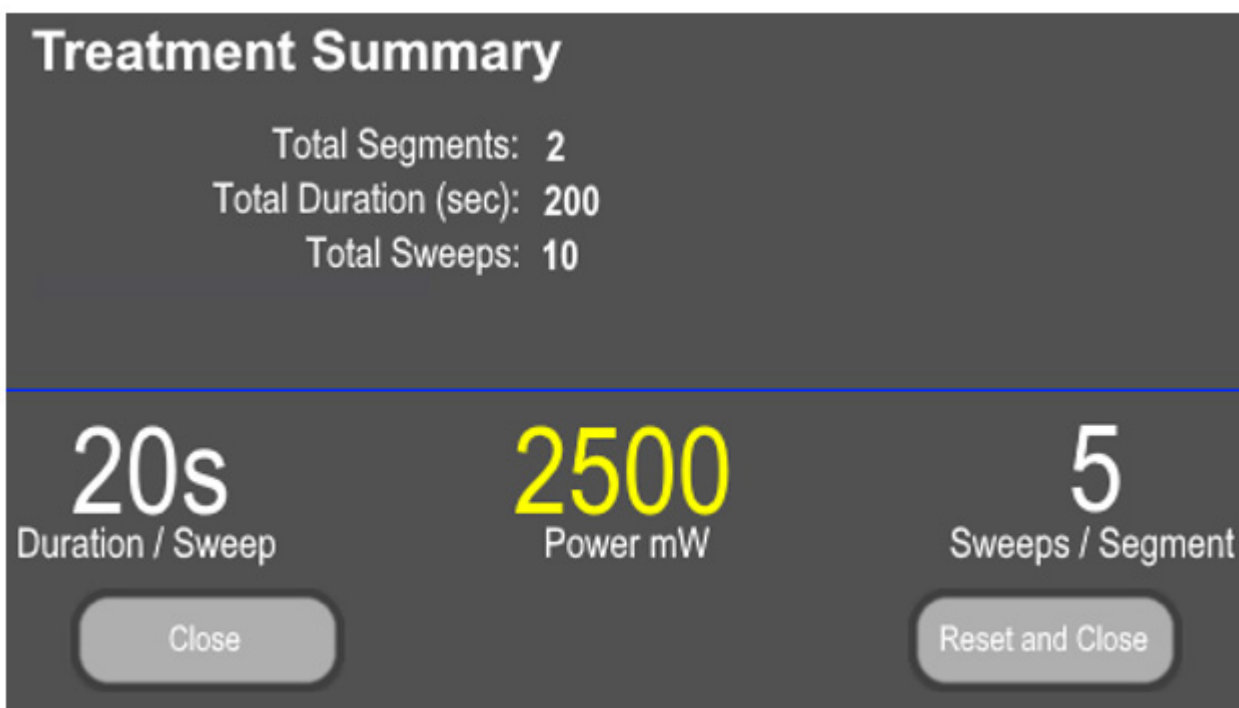 Treatment Summary
Total Segments: 2
Total Duration (sec): 200
Total Sweeps: 10
20s 2500 5
Duration / Sweep Power mW Sweeps / Segment
Close Reset and Close